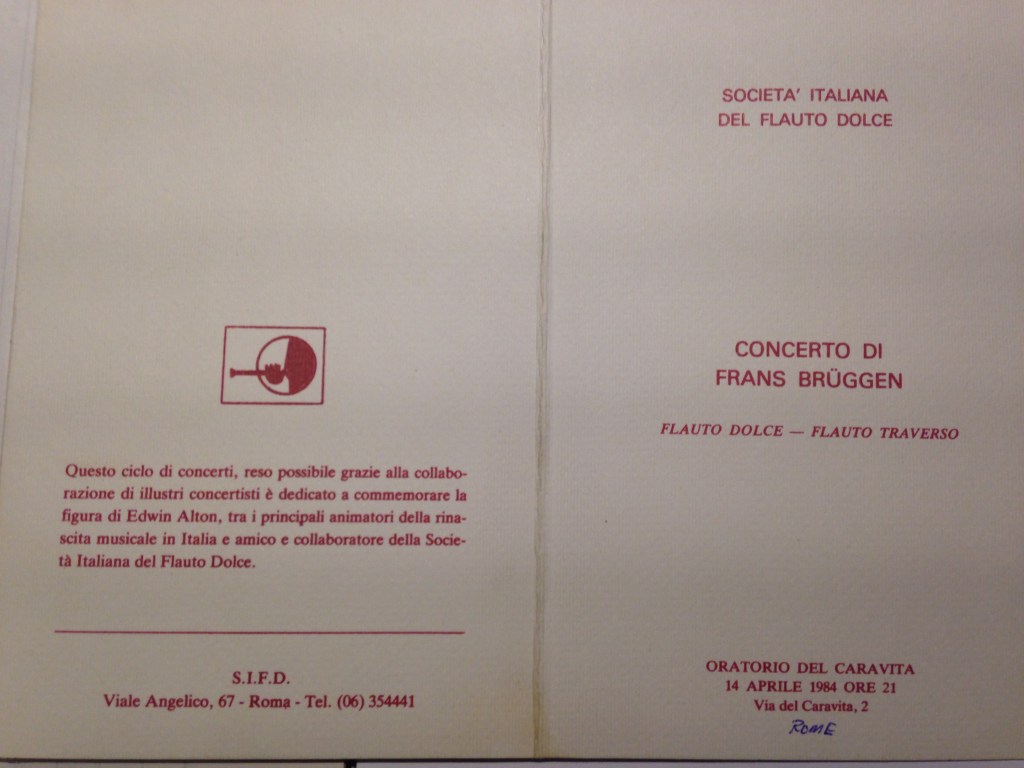 Questo ciclo di concerti, reso possibile grazie alla collabo-
razione di illustri concertisti è dedicato a commemorare la
figura di Edwin Alton, tra i principali animatori della rina-
scita musicale in Italia e amico e collaboratore della Socie-
tà Italiana del Flauto Dolce.
S.I.F.D.
Viale Angelico, 67 - Roma - Tel. (06) 354441
SOCIETA' ITALIANA
DEL FLAUTO DOLCE
CONCERTO DI
FRANS BRÜGGEN
FLAUTO DOLCE — FLAUTO TRAVERSO
ORATORIO DEL CARAVITA
14 APRILE 1984 ORE 21
Via del Caravita, 2
ROME